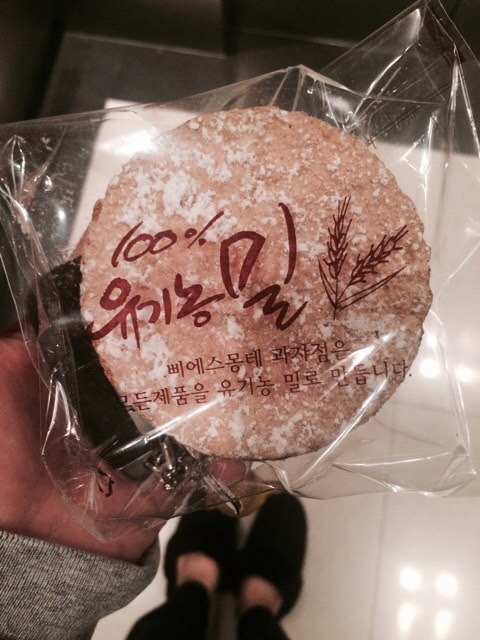 100%
유기농 밀
삐에스몽테 과자점은
모든제품을 유기농 밀로 만듭니다.